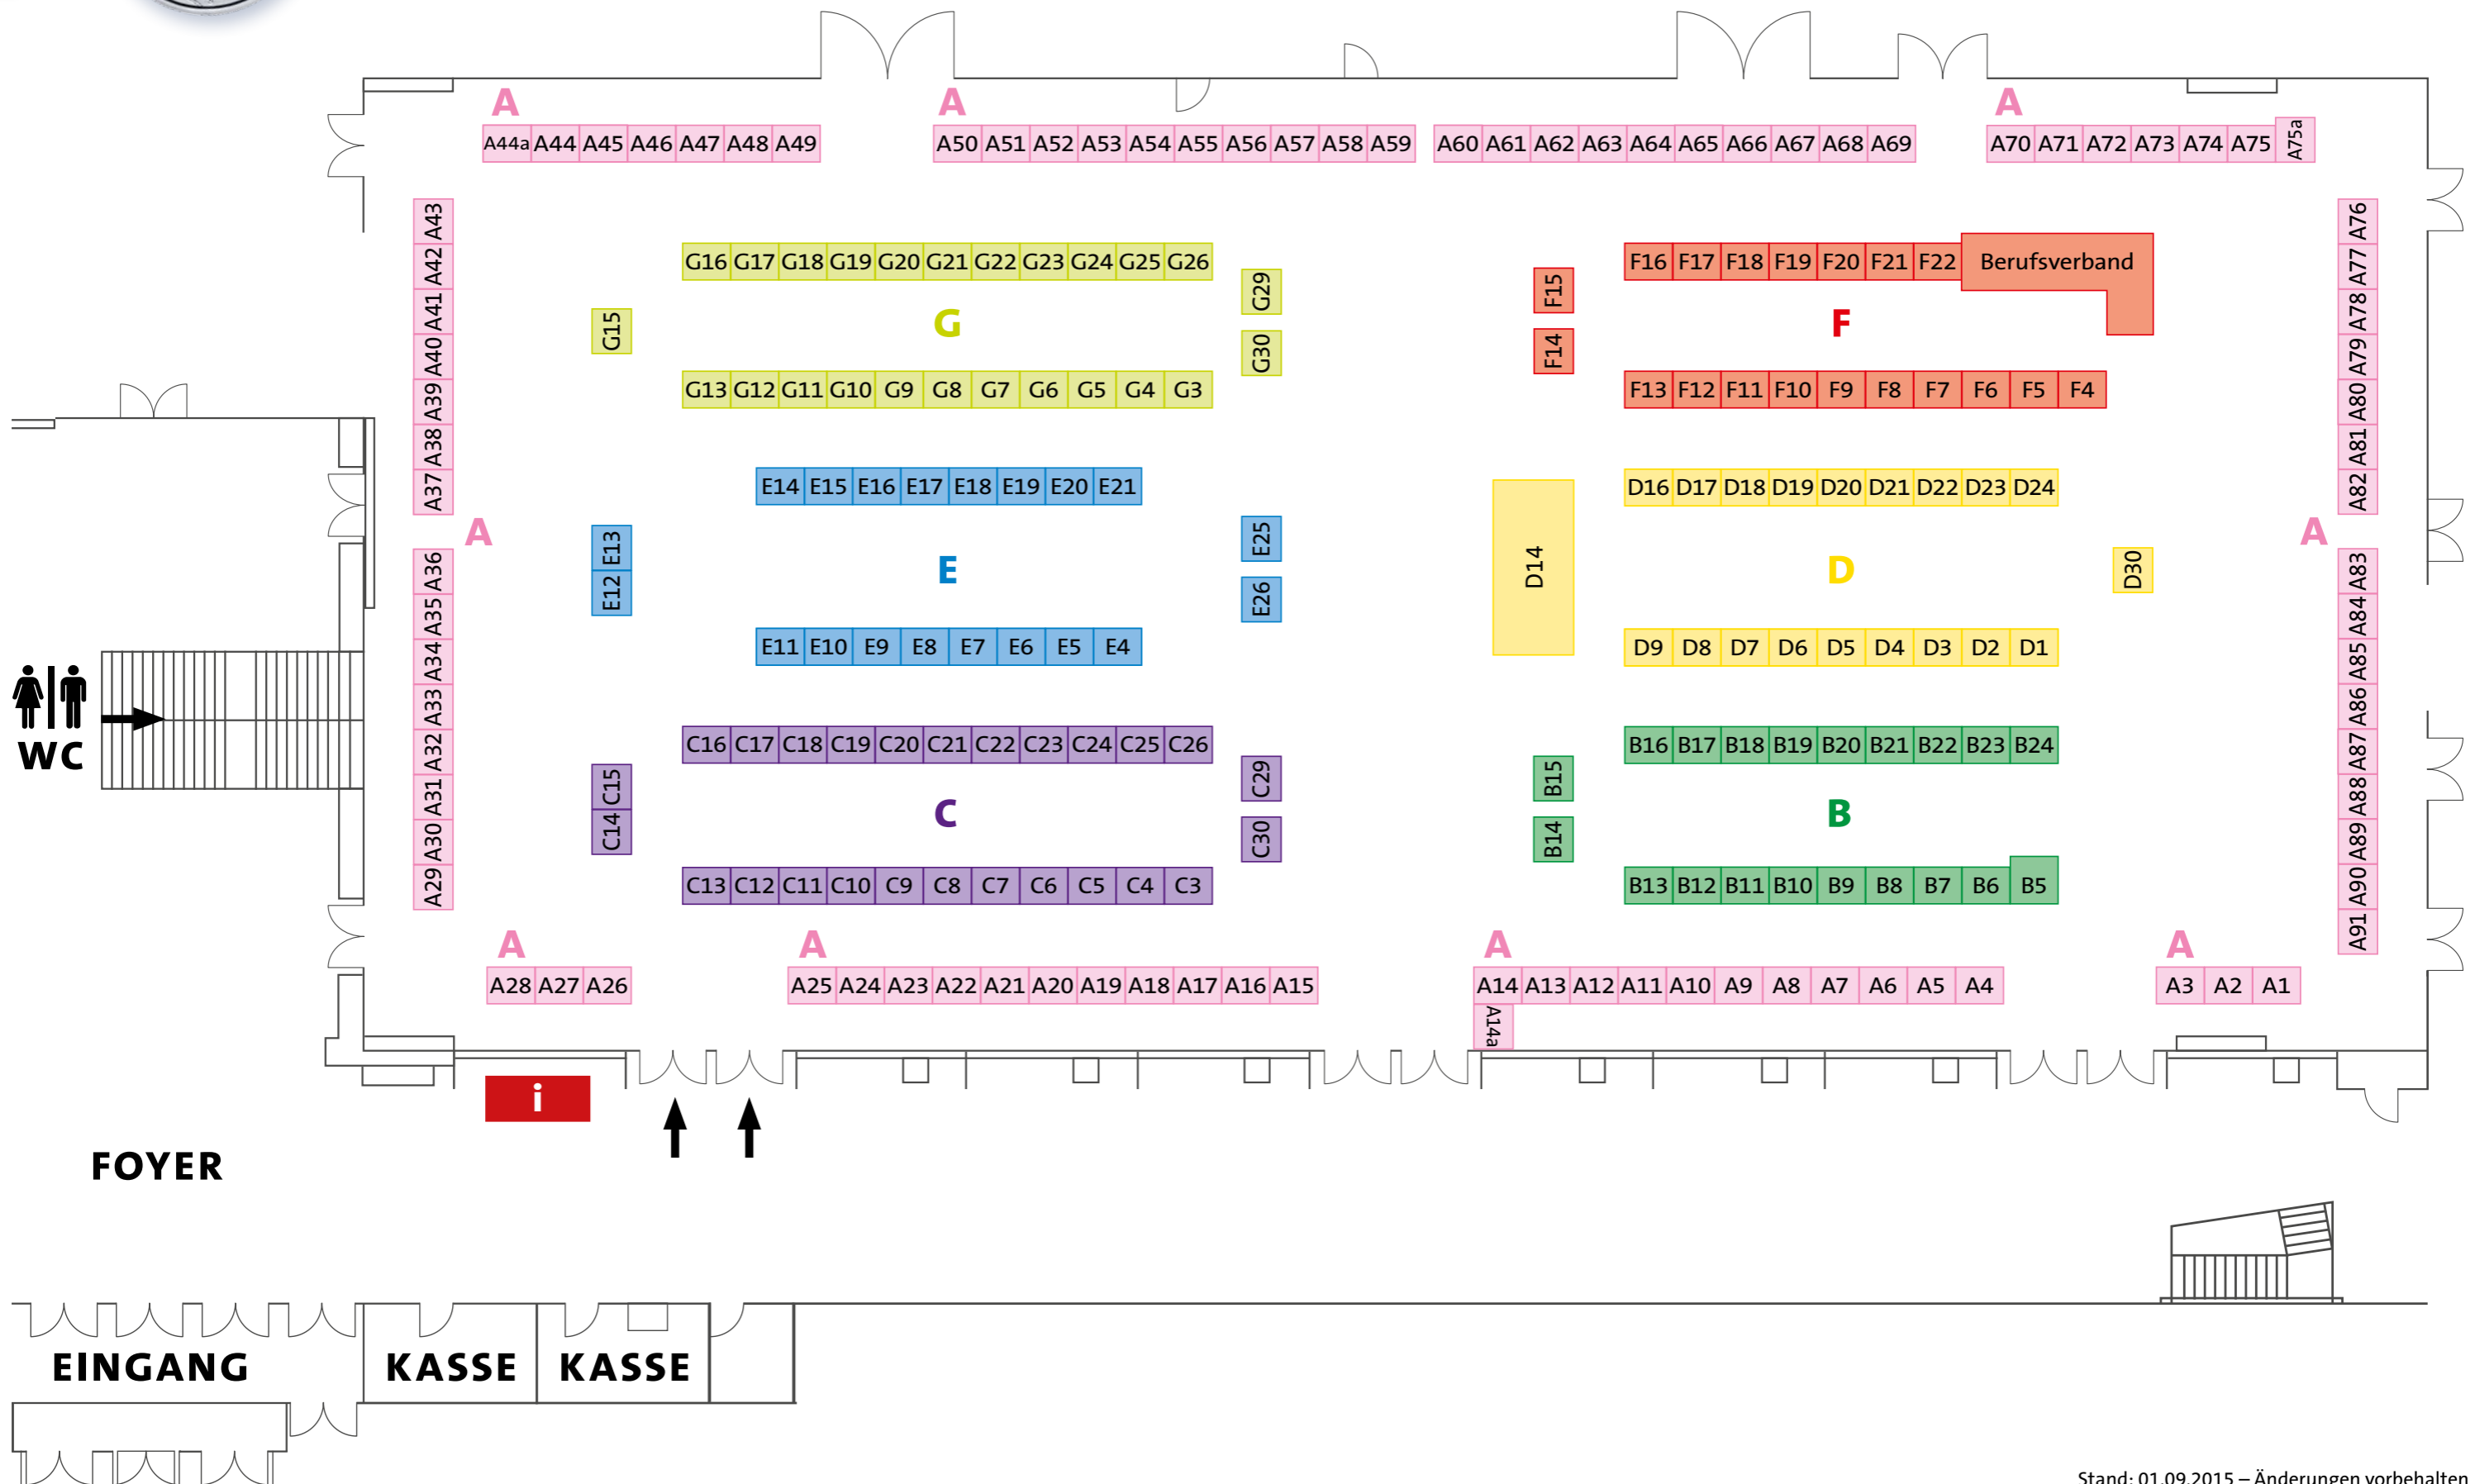 A A A
A44a A44 A45 A46 A47 A48 A49 A50 A51 A52 A53 A54 A55 A56 A57 A58 A59 A60 A61 A62 A63 A64 A65 A66 A67 A68 A69 A70 A71 A72 A73 A74 A75 A75a
A43
A42
A41
A40
A39
A38
A37
A
A36
A35
A34
A33
A32
A31
A30
A29
G16 G17 G18 G19 G20 G21 G22 G23 G24 G25 G26
G15
G
G29
G30
G13 G12 G11 G10 G9 G8 G7 G6 G5 G4 G3
F16 F17 F18 F19 F20 F21 F22 Berufsverband
F15
F14
F
F13 F12 F11 F10 F9 F8 F7 F6 F5 F4
E14 E15 E16 E17 E18 E19 E20 E21
E13
E12
E
E25
E26
E11 E10 E9 E8 E7 E6 E5 E4
D16 D17 D18 D19 D20 D21 D22 D23 D24
D14
D
D30
D9 D8 D7 D6 D5 D4 D3 D2 D1
C16 C17 C18 C19 C20 C21 C22 C23 C24 C25 C26
C15
C14
C
C29
C30
C13 C12 C11 C10 C9 C8 C7 C6 C5 C4 C3
B16 B17 B18 B19 B20 B21 B22 B23 B24
B15
B14
B
B13 B12 B11 B10 B9 B8 B7 B6 B5
A76
A77
A78
A79
A80
A81
A82
A
A83
A84
A85
A86
A87
A88
A89
A90
A91
A A A A
A28 A27 A26 A25 A24 A23 A22 A21 A20 A19 A18 A17 A16 A15 A14 A13 A12 A11 A10 A9 A8 A7 A6 A5 A4 A3 A2 A1
A14a
WC
i
FOYER
EINGANG KASSE KASSE
Stand: 01.09.2015 – Änderungen vorbehalten